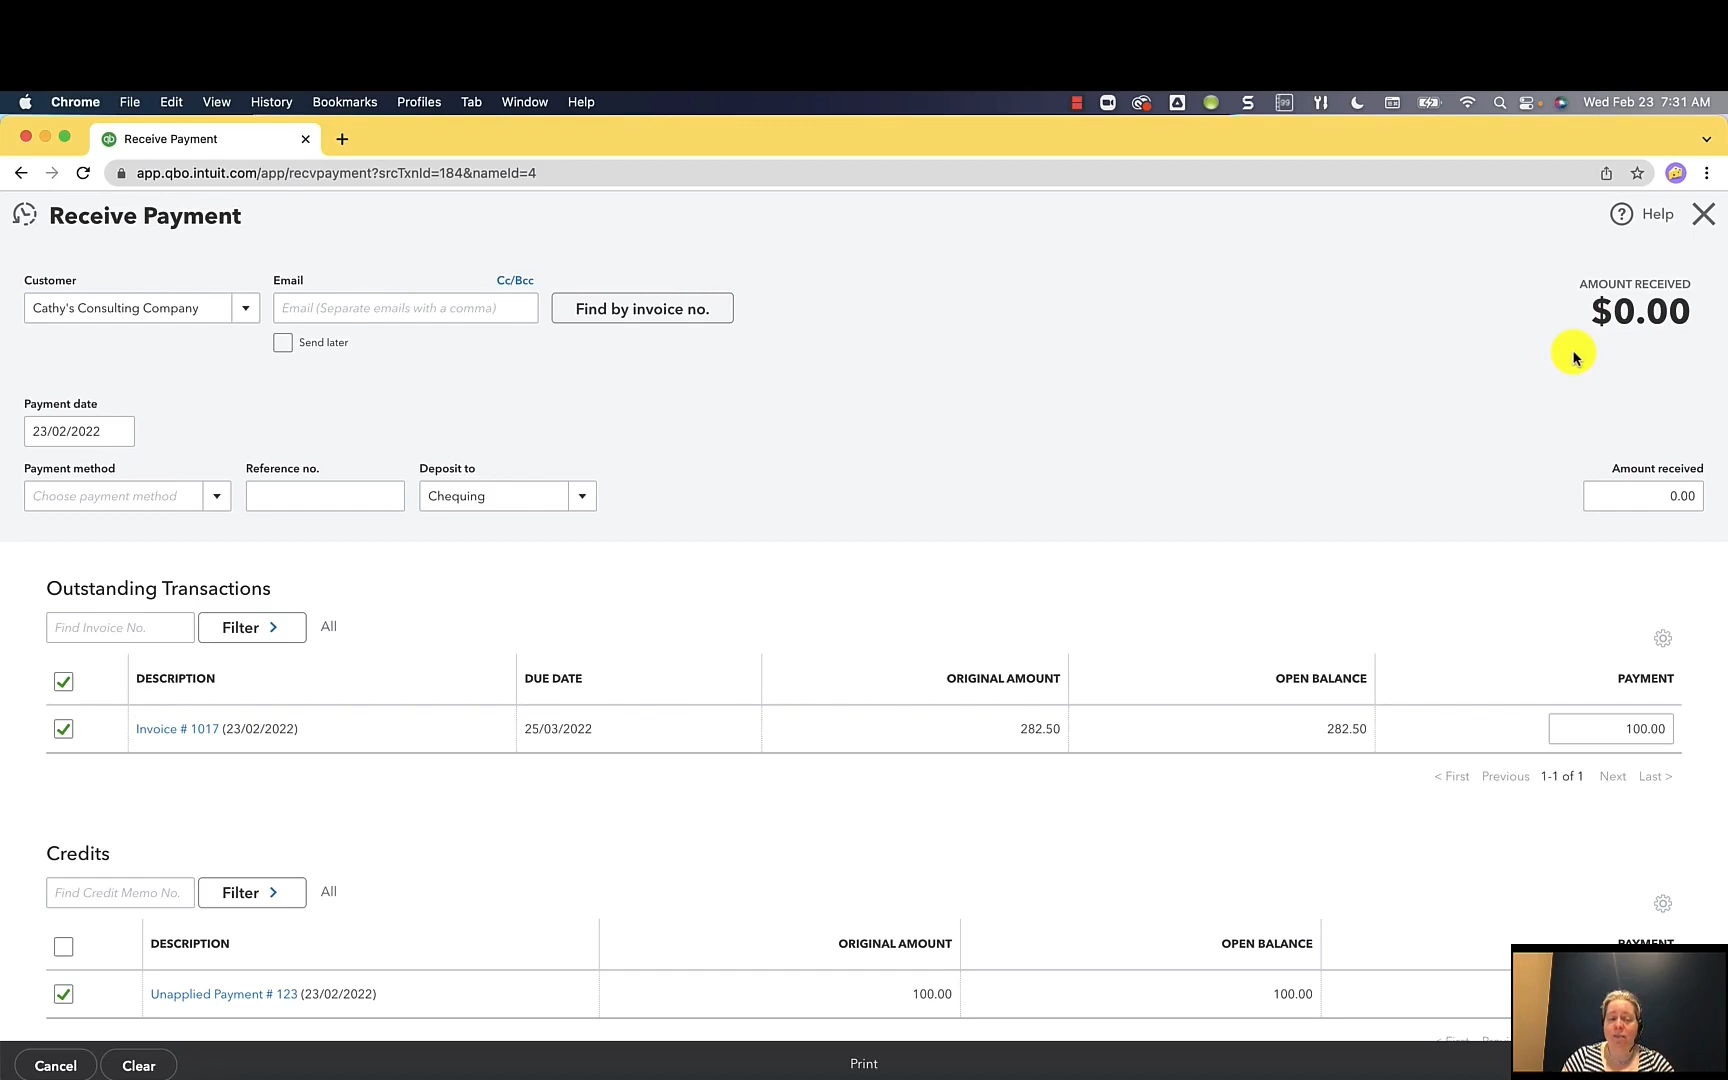 Chrome File Edit View History Bookmarks Profiles Tab Window Help Wed Feb 23 7:31 AM
qb Receive Payment
app.qbo.intuit.com/app/recvpayment?srcTxnId=184&nameId=4
Receive Payment
? Help
Customer
Email
Cc/Bcc
AMOUNT RECEIVED
$0.00
Cathy's Consulting Company
Email (Separate emails with a comma)
Find by invoice no.
Send later
Payment date
23/02/2022
Payment method
Reference no.
Deposit to
Amount received
Choose payment method
Chequing
0.00
Outstanding Transactions
Find Invoice No.
Filter >
All
DESCRIPTION DUE DATE ORIGINAL AMOUNT OPEN BALANCE PAYMENT
Invoice # 1017 (23/02/2022) 25/03/2022 282.50 282.50 100.00
< First Previous 1-1 of 1 Next Last >
Credits
Find Credit Memo No.
Filter >
All
DESCRIPTION ORIGINAL AMOUNT OPEN BALANCE PAYMENT
Unapplied Payment # 123 (23/02/2022) 100.00 100.00
Cancel
Clear
Print